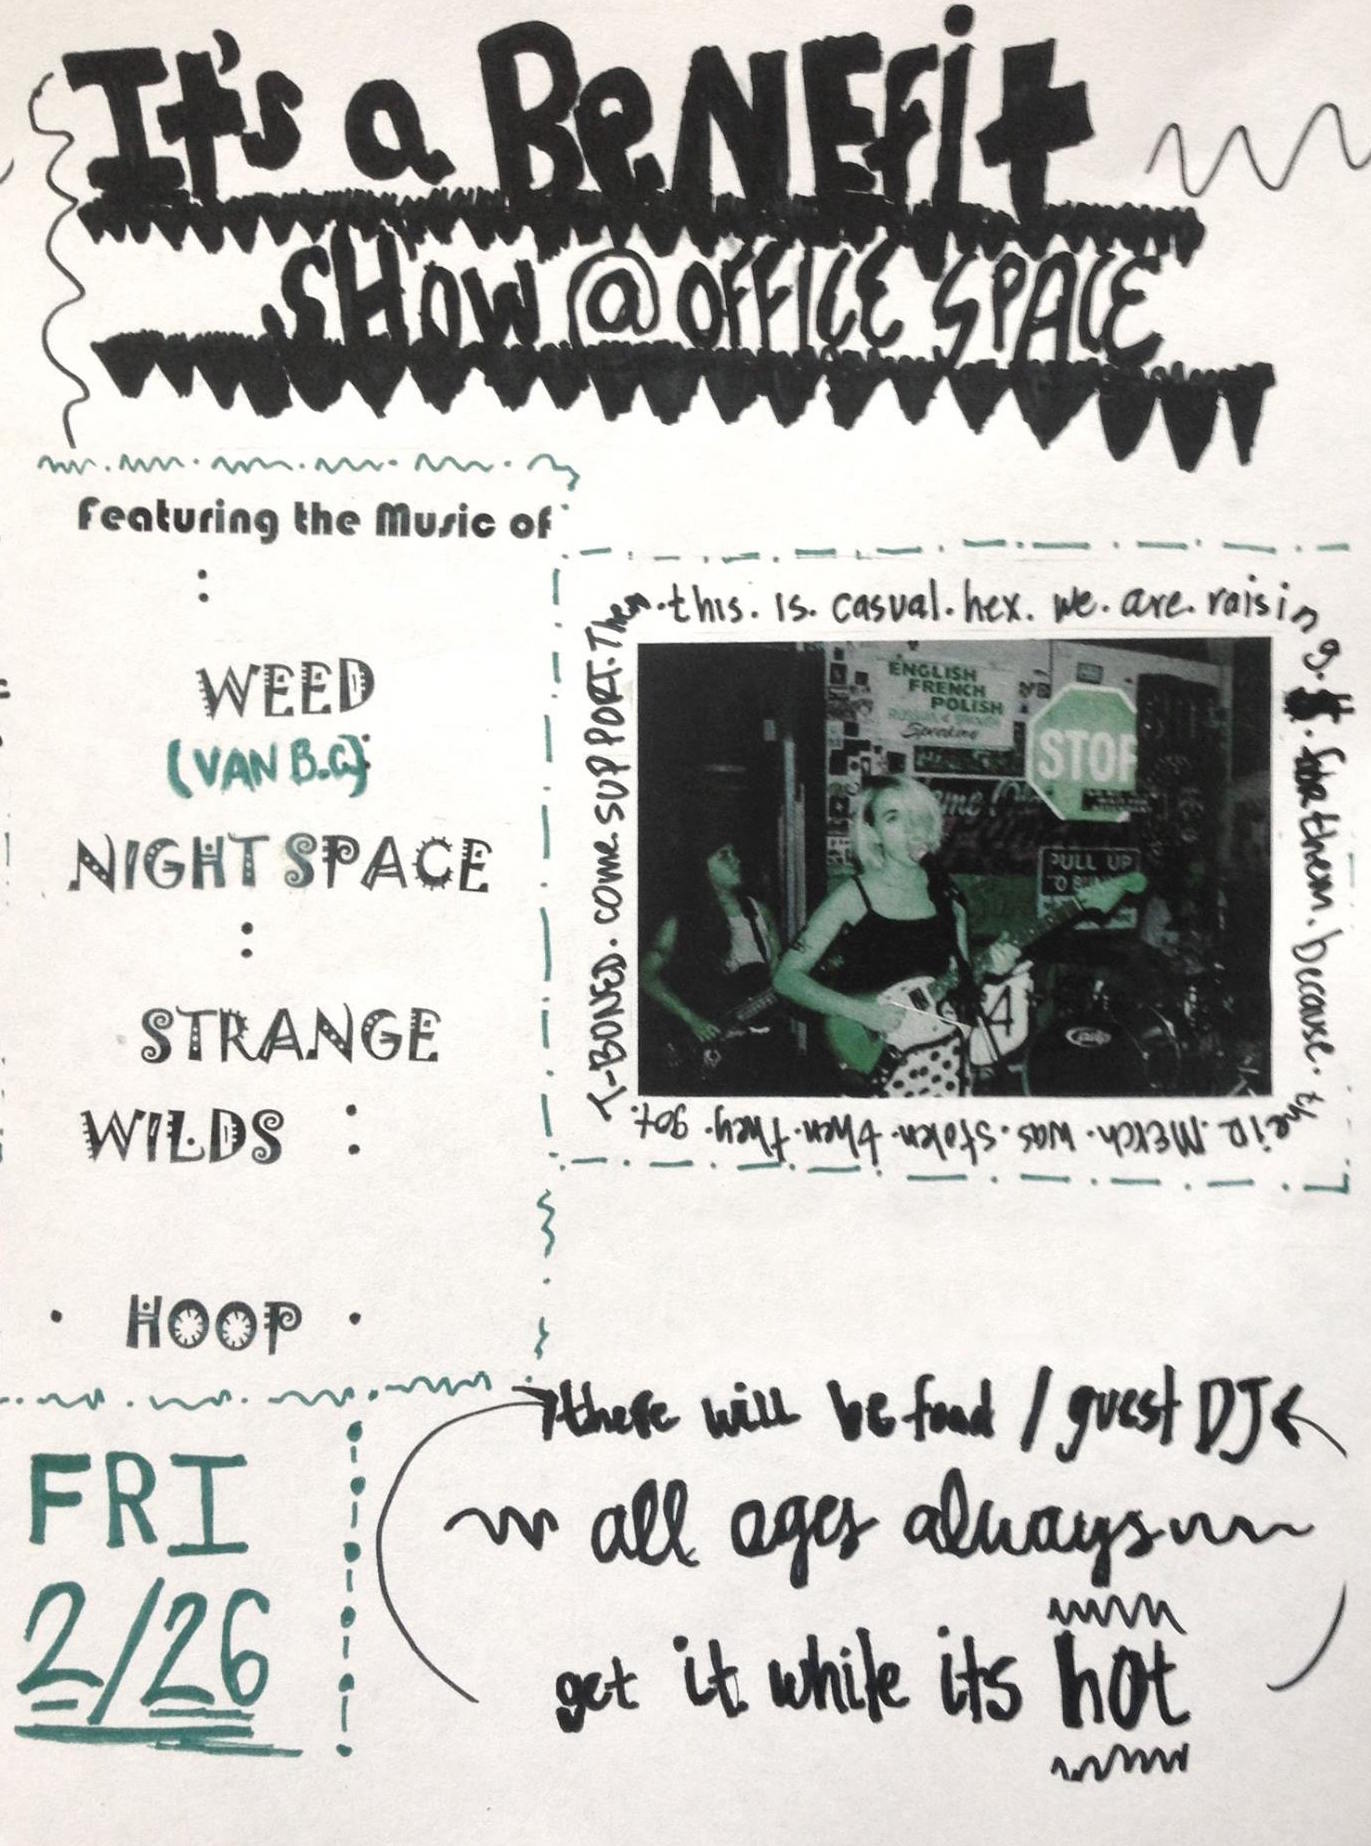 It's a BeNEfit
SHOW @ OFFICE SPACE
Featuring the Music of
:
WEED
(VAN B.C.)
NIGHT SPACE
:
STRANGE
WILDS :
· HOOP ·
this. is. casual. hex. we. are. raising. $. for them. because. their. Merch. was. stolen. then. they. got. T-BONED. come. SUPPORT. Them.
ENGLISH
FRENCH
POLISH
Speaking
STOP
PULL UP
4
there will be food / guest DJ
all ages always
get it while its hot
FRI
2/26